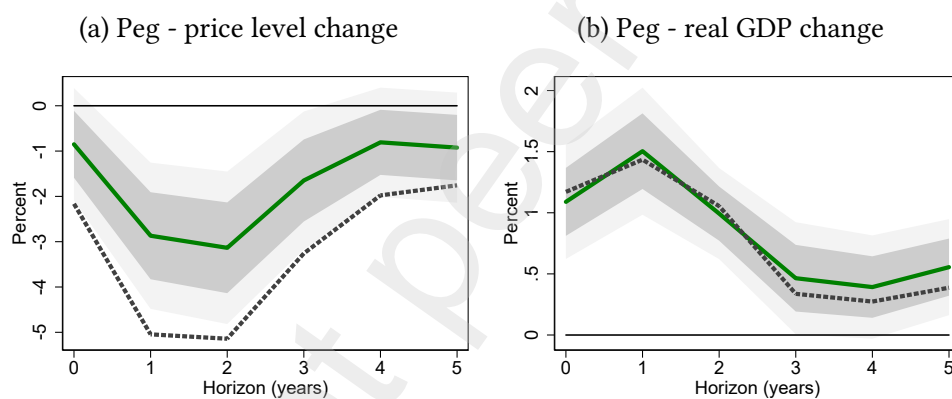 (a) Peg - price level change
Percent
0
-1
-2
-3
-4
-5
0 1 2 3 4 5
Horizon (years)
(b) Peg - real GDP change
Percent
2
1.5
1
.5
0
0 1 2 3 4 5
Horizon (years)
t peer